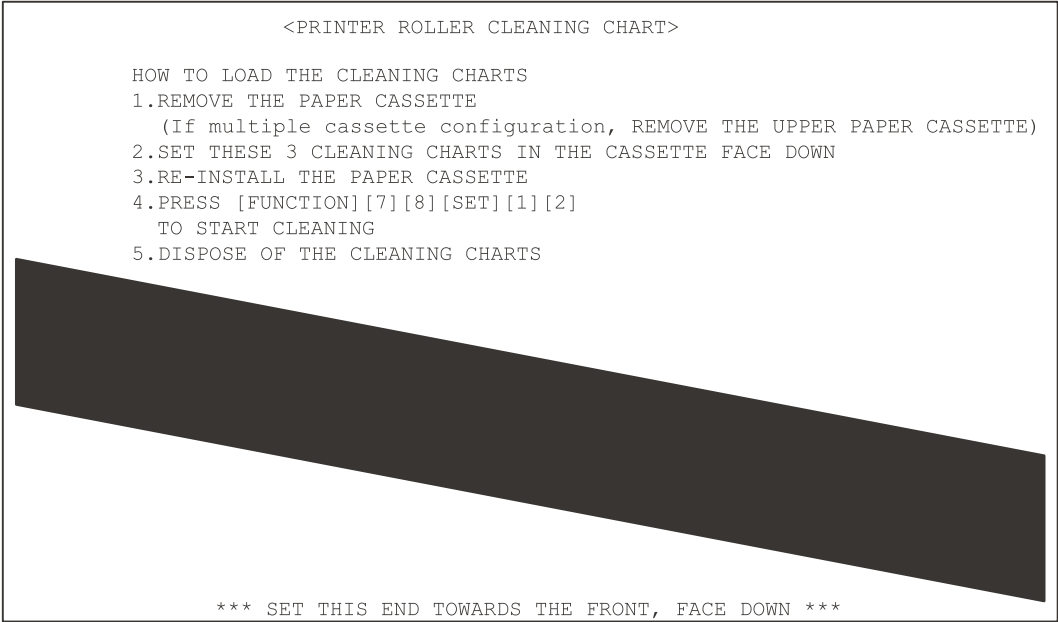 <PRINTER ROLLER CLEANING CHART>
HOW TO LOAD THE CLEANING CHARTS
1.REMOVE THE PAPER CASSETTE
(If multiple cassette configuration, REMOVE THE UPPER PAPER CASSETTE)
2.SET THESE 3 CLEANING CHARTS IN THE CASSETTE FACE DOWN
3.RE-INSTALL THE PAPER CASSETTE
4.PRESS [FUNCTION][7][8][SET][1][2]
TO START CLEANING
5.DISPOSE OF THE CLEANING CHARTS
*** SET THIS END TOWARDS THE FRONT, FACE DOWN ***